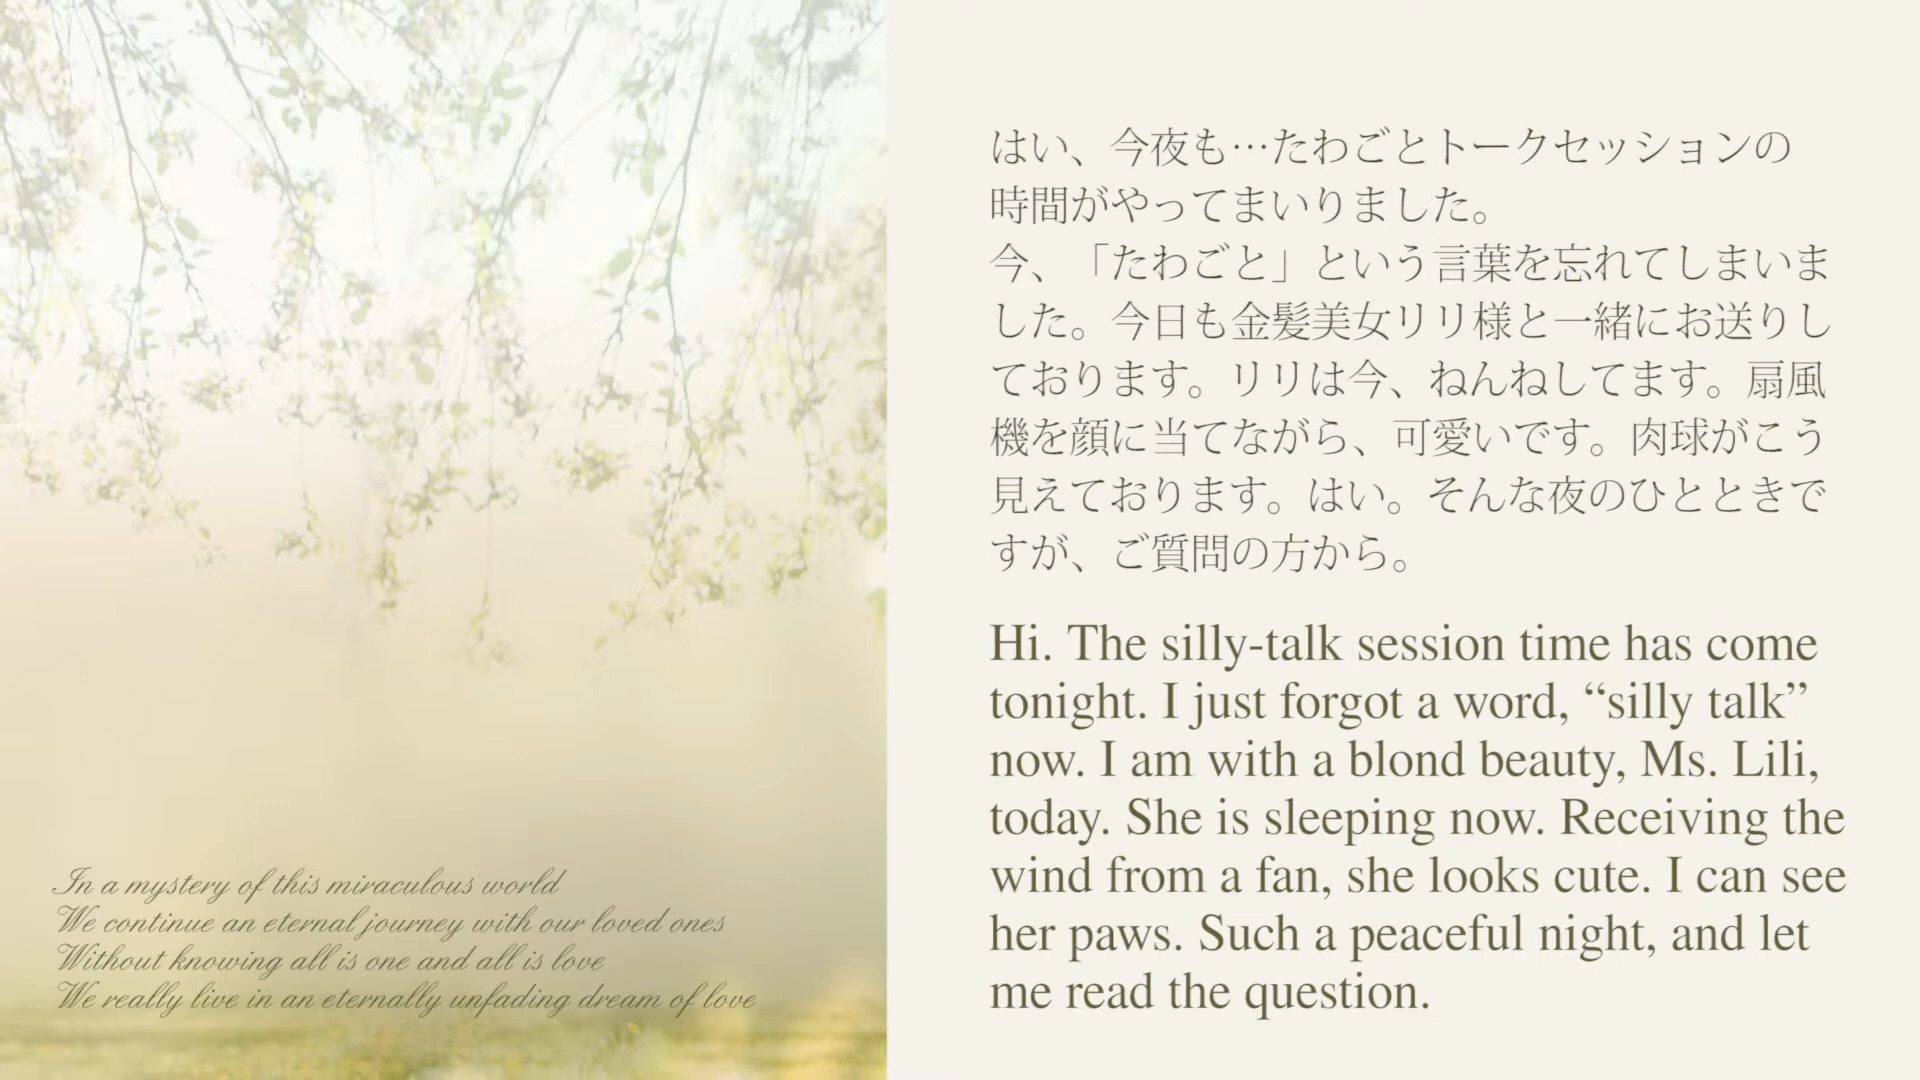 はい、今夜も…たわごとトークセッションの
時間がやってまいりました。
今、「たわごと」という言葉を忘れてしまいま
した。今日も金髪美女リリ様と一緒にお送りし
ております。リリは今、ねんねしてます。扇風
機を顔に当てながら、可愛いです。肉球がこう
見えております。はい。そんな夜のひとときで
すが、ご質問の方から。
Hi. The silly-talk session time has come
tonight. I just forgot a word, “silly talk”
now. I am with a blond beauty, Ms. Lili,
today. She is sleeping now. Receiving the
wind from a fan, she looks cute. I can see
her paws. Such a peaceful night, and let
me read the question.
In a mystery of this miraculous world
We continue an eternal journey with our loved ones
Without knowing all is one and all is love
We really live in an eternally unfading dream of love